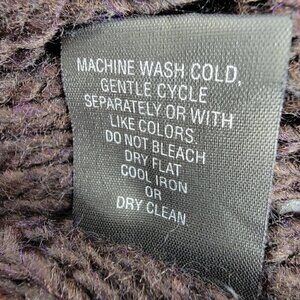 MACHINE WASH COLD,
GENTLE CYCLE
SEPARATELY OR WITH
LIKE COLORS.
DO NOT BLEACH
DRY FLAT
COOL IRON
OR
DRY CLEAN